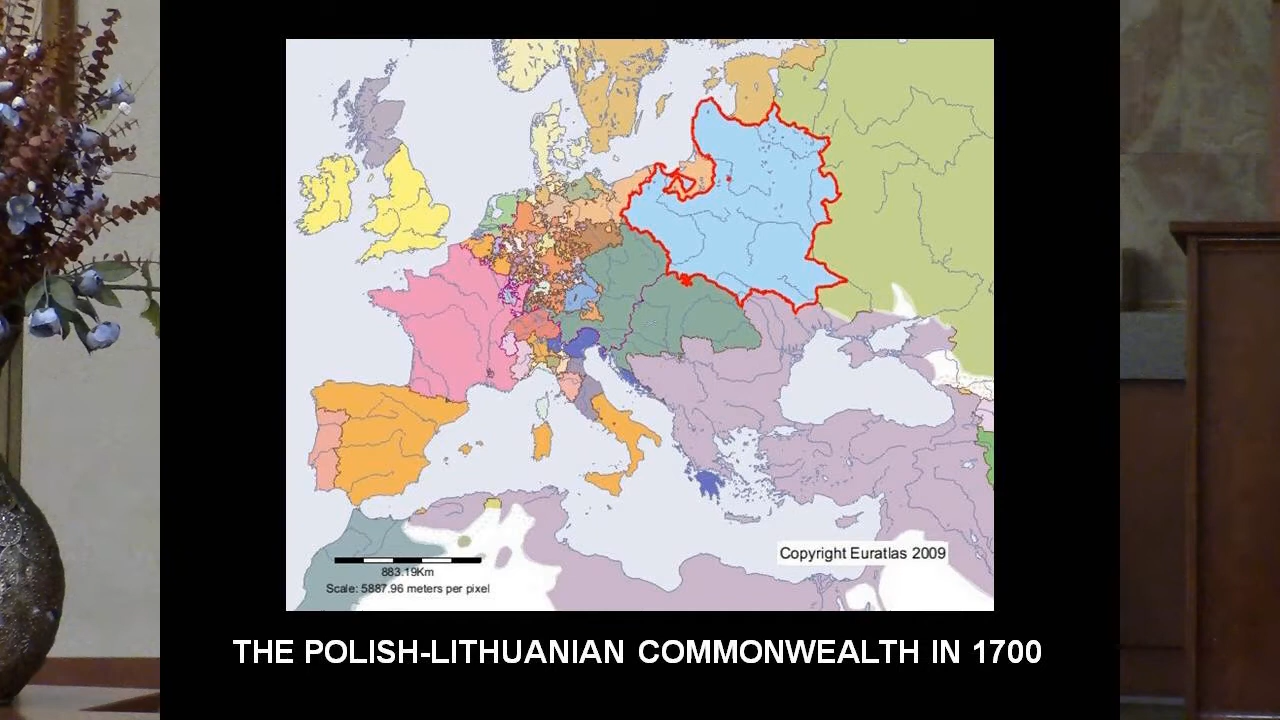 Copyright Euratlas 2009
883.19Km
Scale: 5887.96 meters per pixel
THE POLISH-LITHUANIAN COMMONWEALTH IN 1700